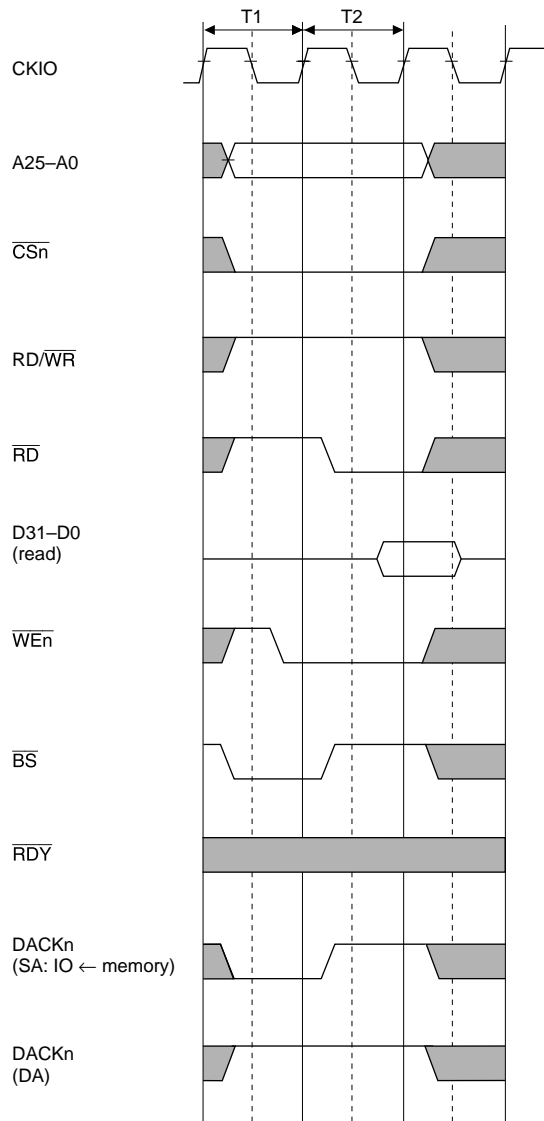 T1 T2
CKIO
A25–A0
CSn
RD/WR
RD
D31–D0
(read)
WEn
BS
RDY
DACKn
(SA: IO ← memory)
DACKn
(DA)